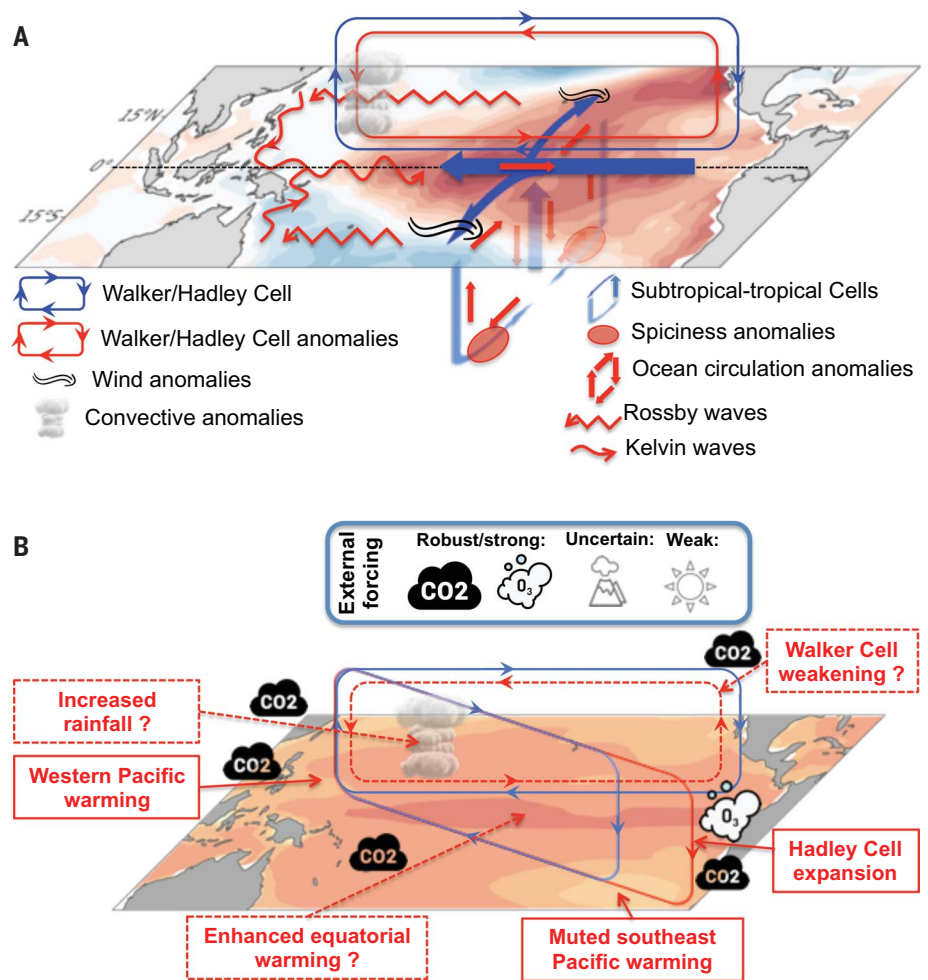 A
15°N
0°
15°S
Walker/Hadley Cell
Walker/Hadley Cell anomalies
Wind anomalies
Convective anomalies
Subtropical-tropical Cells
Spiciness anomalies
Ocean circulation anomalies
Rossby waves
Kelvin waves
B
External
forcing
Robust/strong:
Uncertain:
Weak:
CO2
O3
CO2
Walker Cell
weakening ?
Increased
rainfall ?
CO2
CO2
Western Pacific
warming
O3
CO2
CO2
Hadley Cell
expansion
Enhanced equatorial
warming ?
Muted southeast
Pacific warming